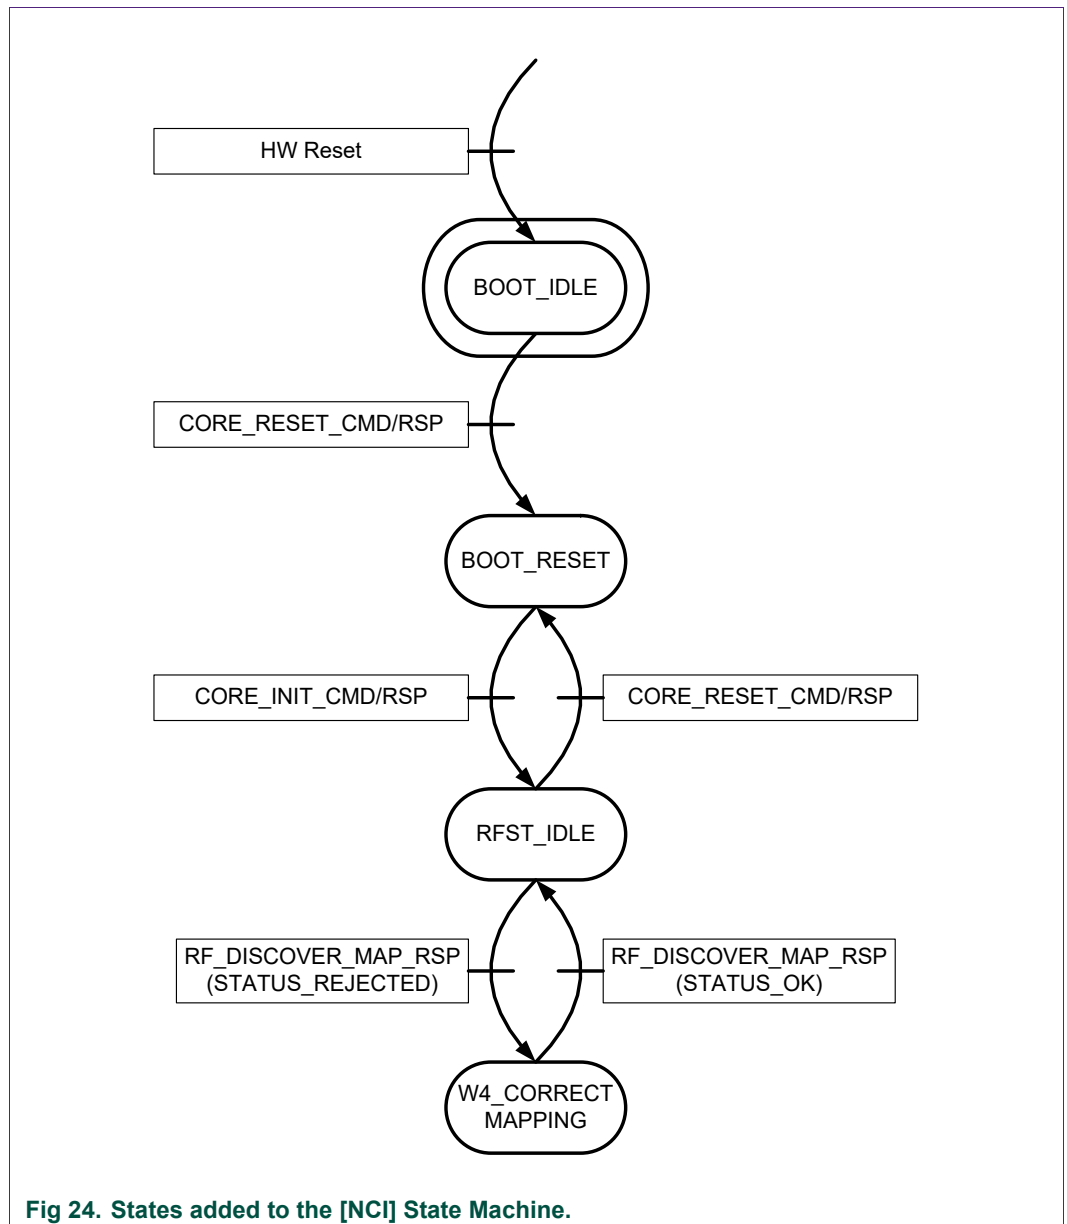 HW Reset
BOOT_IDLE
CORE_RESET_CMD/RSP
BOOT_RESET
CORE_INIT_CMD/RSP
CORE_RESET_CMD/RSP
RFST_IDLE
RF_DISCOVER_MAP_RSP
(STATUS_REJECTED)
RF_DISCOVER_MAP_RSP
(STATUS_OK)
W4_CORRECT
MAPPING
Fig 24. States added to the [NCI] State Machine.